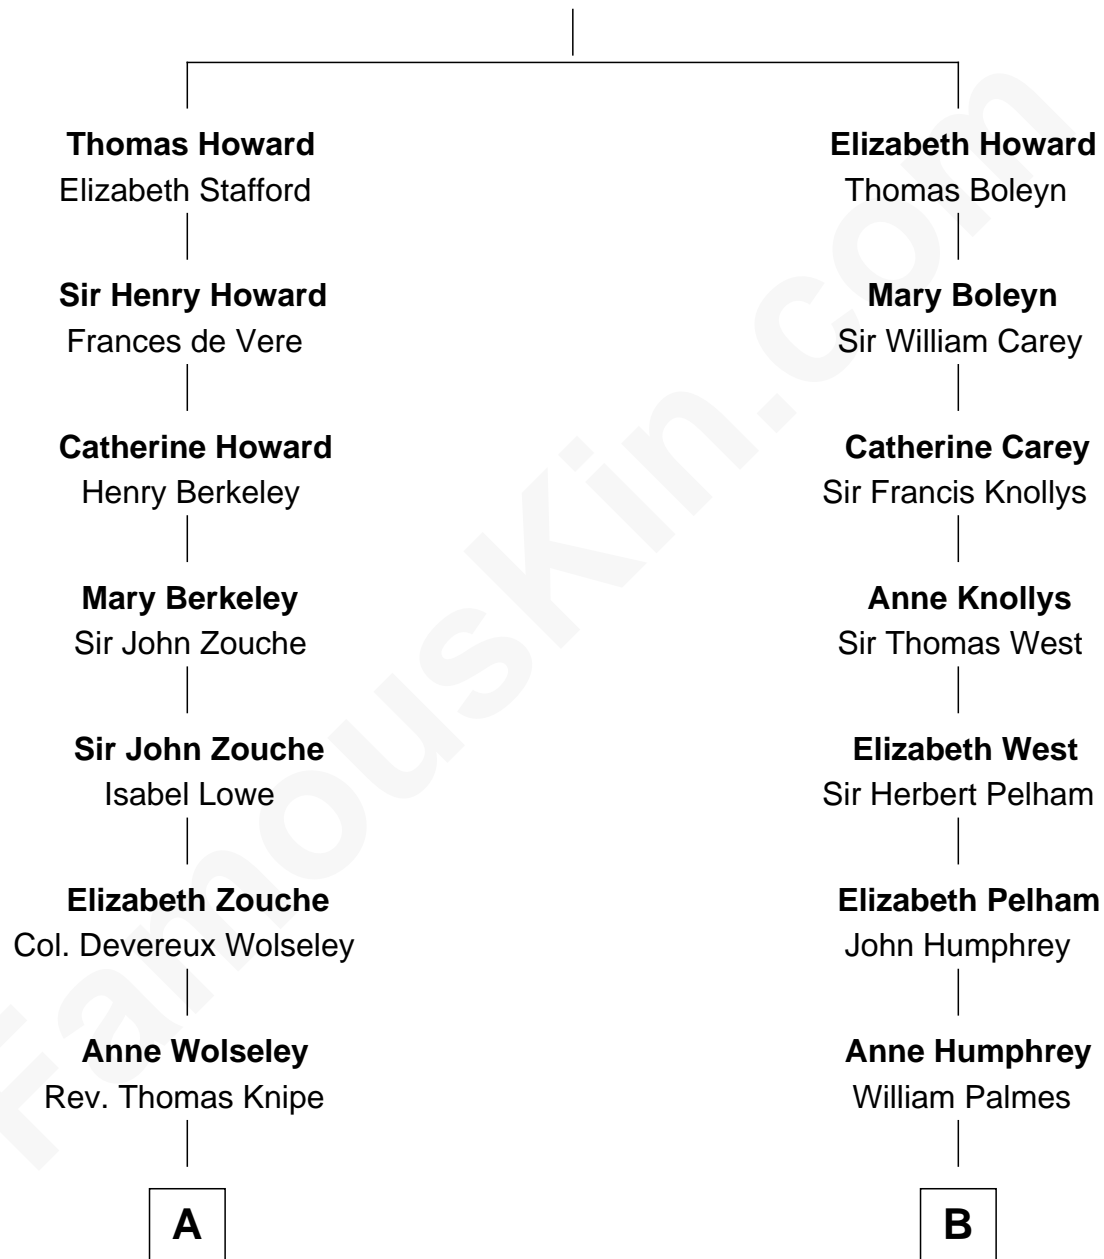 Thomas Howard
Elizabeth Stafford
Sir Henry Howard
Frances de Vere
Catherine Howard
Henry Berkeley
Mary Berkeley
Sir John Zouche
Sir John Zouche
Isabel Lowe
Elizabeth Zouche
Col. Devereux Wolseley
Anne Wolseley
Rev. Thomas Knipe
A
Elizabeth Howard
Thomas Boleyn
Mary Boleyn
Sir William Carey
Catherine Carey
Sir Francis Knollys
Anne Knollys
Sir Thomas West
Elizabeth West
Sir Herbert Pelham
Elizabeth Pelham
John Humphrey
Anne Humphrey
William Palmes
B
FamousKin.com